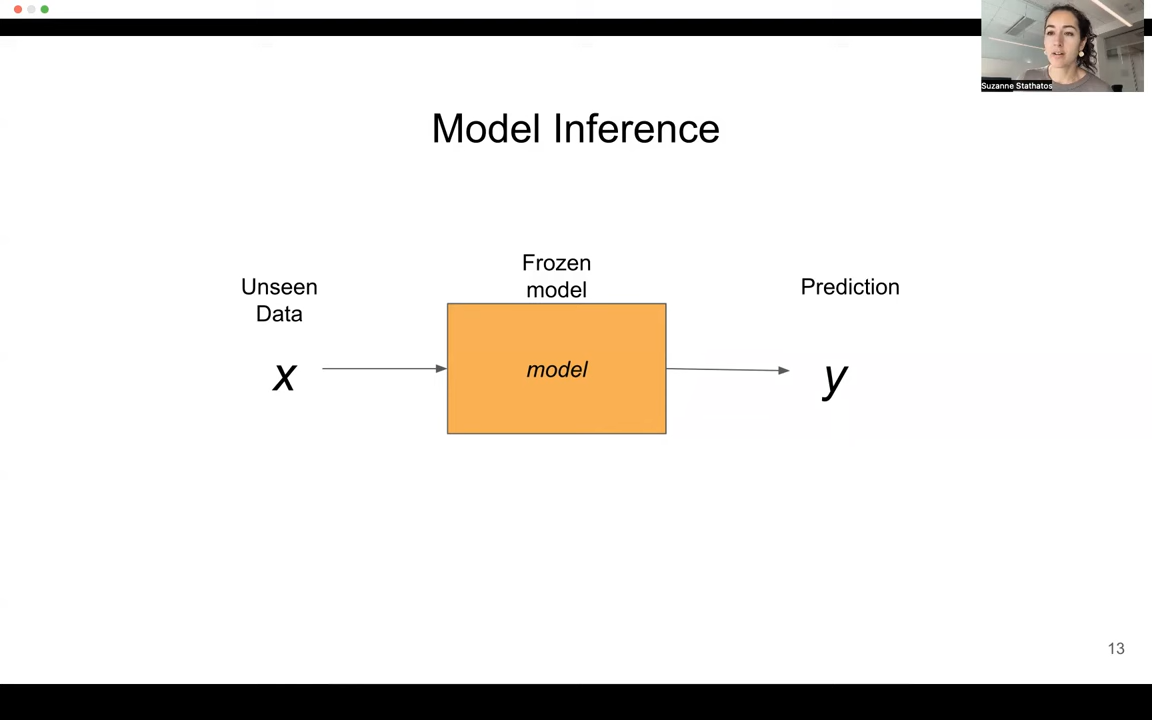 Suzanne Stathatos
Model Inference
Unseen
Data
x
Frozen
model
model
Prediction
y
13